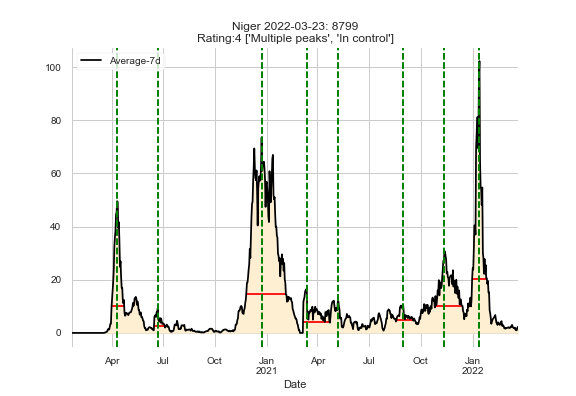 Niger 2022-03-23: 8799
Rating:4 ['Multiple peaks', 'In control']
Average-7d
100
80
60
40
20
0
Apr Jul Oct Jan Apr Jul Oct Jan
2021 2022
Date